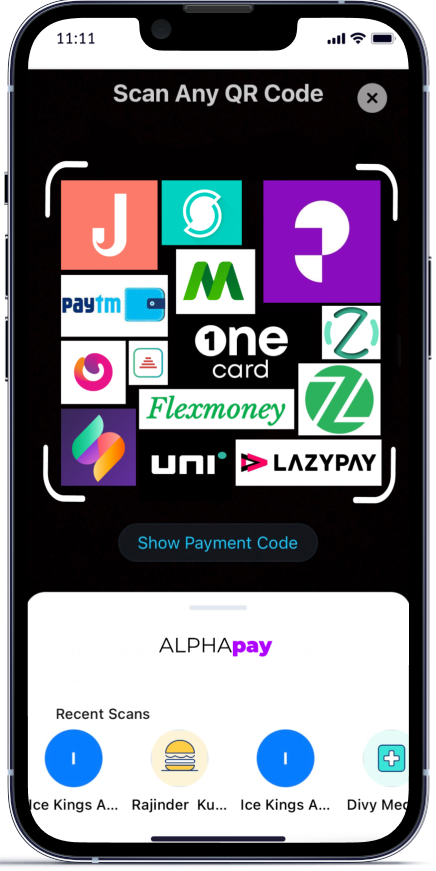 11:11
Scan Any QR Code
J
S
P
M
paytm
1ne
card
Z
Flexmoney
Z
uni
LAZYPAY
Show Payment Code
ALPHApay
Recent Scans
I
I
Ice Kings A...
Rajinder Ku...
Ice Kings A...
Divy Med